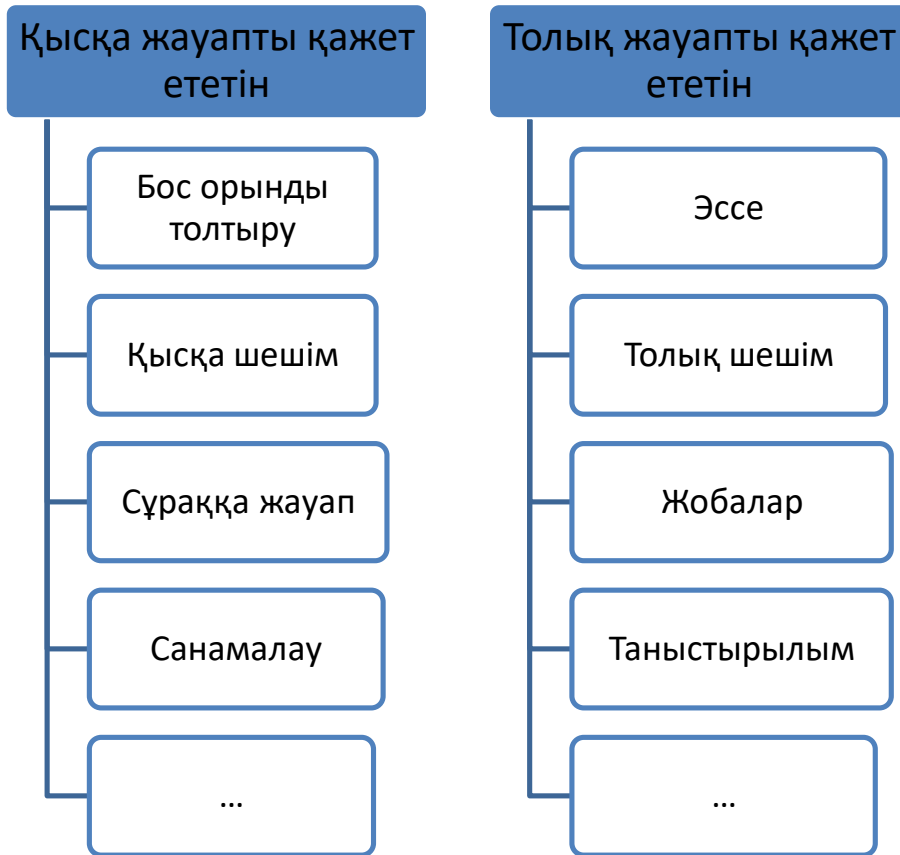 Қысқа жауапты қажет
ететін
Бос орынды
толтыру
Қысқа шешім
Сұраққа жауап
Санамалау
...
Толық жауапты қажет
ететін
Эссе
Толық шешім
Жобалар
Таныстырылым
...